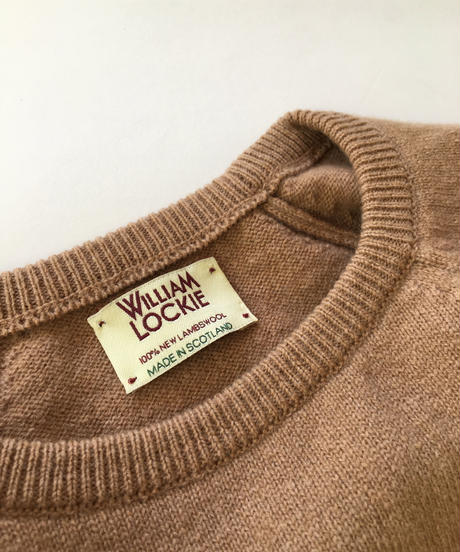 WILLIAM
LOCKIE
100% NEW LAMBSWOOL
MADE IN SCOTLAND